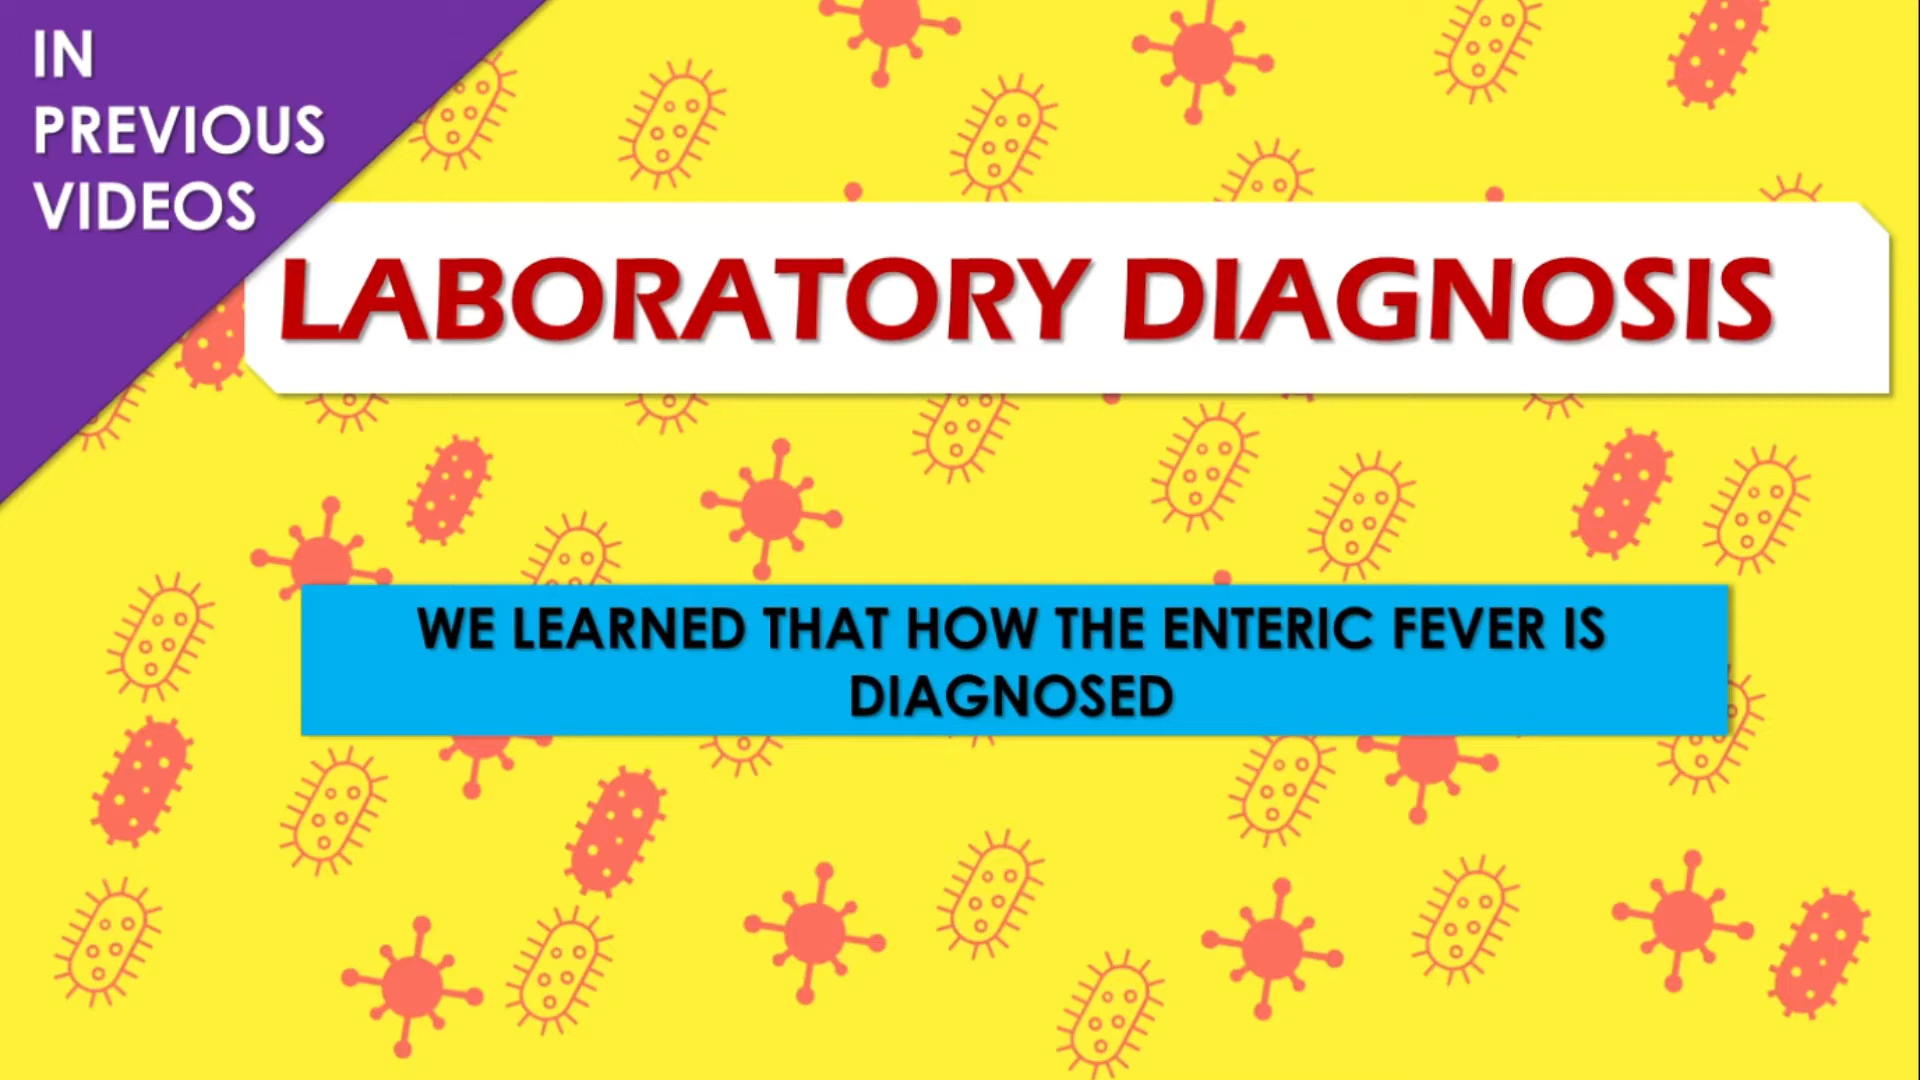 IN
PREVIOUS
VIDEOS
LABORATORY DIAGNOSIS
WE LEARNED THAT HOW THE ENTERIC FEVER IS
DIAGNOSED